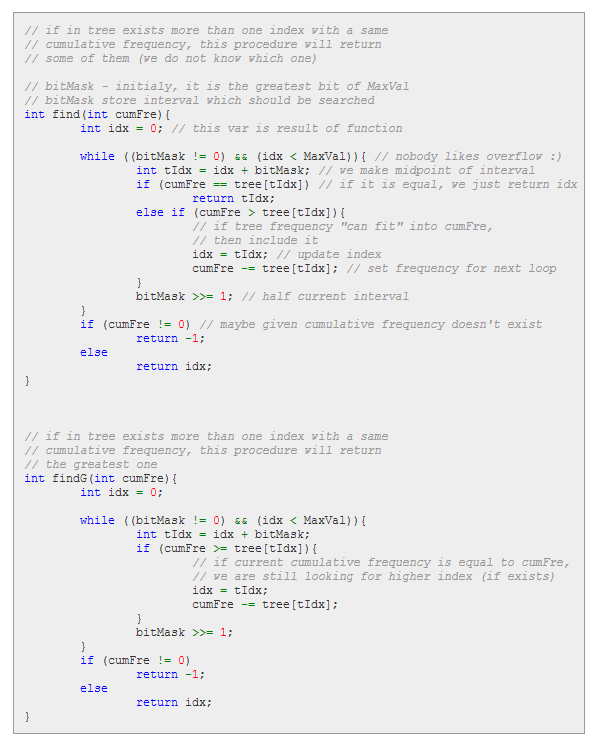 // if in tree exists more than one index with a same
// cumulative frequency, this procedure will return
// some of them (we do not know which one)
// bitMask - initialy, it is the greatest bit of MaxVal
// bitMask store interval which should be searched
int find(int cumFre){
int idx = 0; // this var is result of function
while ((bitMask != 0) && (idx < MaxVal)){ // nobody likes overflow :)
int tIdx = idx + bitMask; // we make midpoint of interval
if (cumFre == tree[tIdx]) // if it is equal, we just return idx
return tIdx;
else if (cumFre > tree[tIdx]){
// if tree frequency "can fit" into cumFre,
// then include it
idx = tIdx; // update index
cumFre -= tree[tIdx]; // set frequency for next loop
}
bitMask >>= 1; // half current interval
}
if (cumFre != 0) // maybe given cumulative frequency doesn't exist
return -1;
else
return idx;
}
// if in tree exists more than one index with a same
// cumulative frequency, this procedure will return
// the greatest one
int findG(int cumFre){
int idx = 0;
while ((bitMask != 0) && (idx < MaxVal)){
int tIdx = idx + bitMask;
if (cumFre >= tree[tIdx]){
// if current cumulative frequency is equal to cumFre,
// we are still looking for higher index (if exists)
idx = tIdx;
cumFre -= tree[tIdx];
}
bitMask >>= 1;
}
if (cumFre != 0)
return -1;
else
return idx;
}